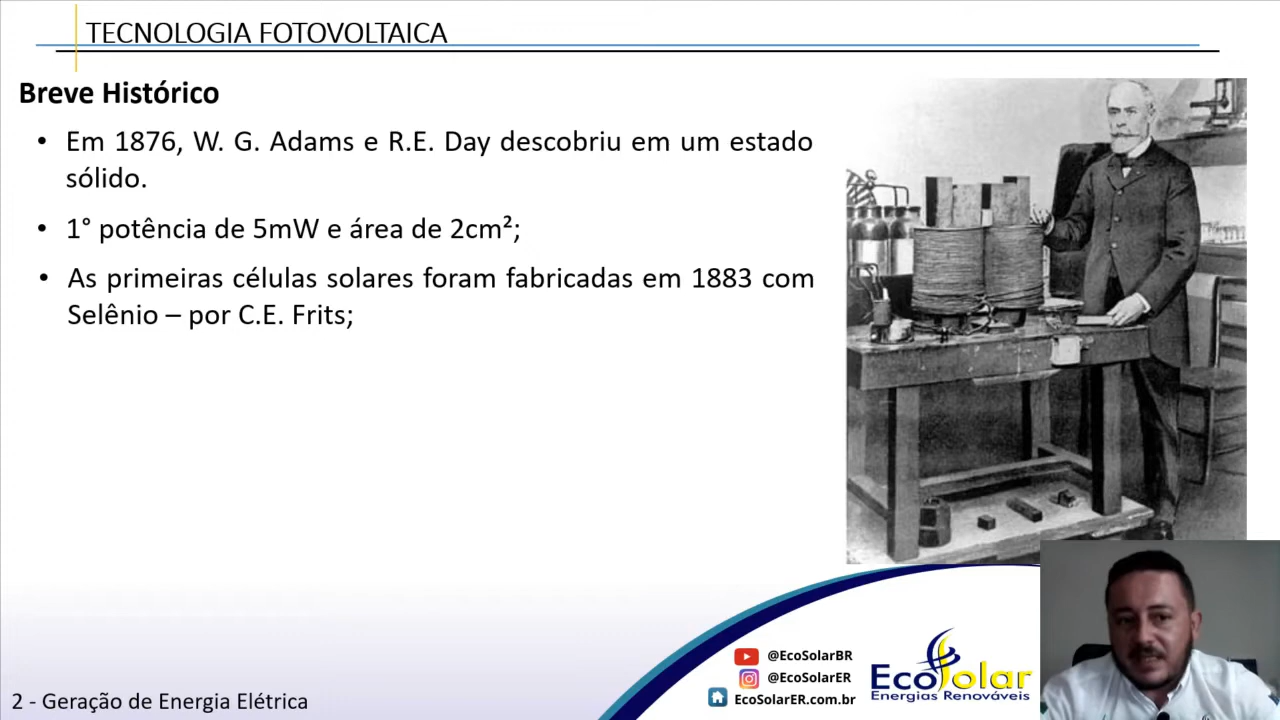 TECNOLOGIA FOTOVOLTAICA
Breve Histórico
• Em 1876, W. G. Adams e R.E. Day descobriu em um estado
sólido.
• 1° potência de 5mW e área de 2cm²;
• As primeiras células solares foram fabricadas em 1883 com
Selênio – por C.E. Frits;
@EcoSolarBR
@EcoSolarER
EcoSolarER.com.br
EcoSolar
Energias Renováveis
2 - Geração de Energia Elétrica